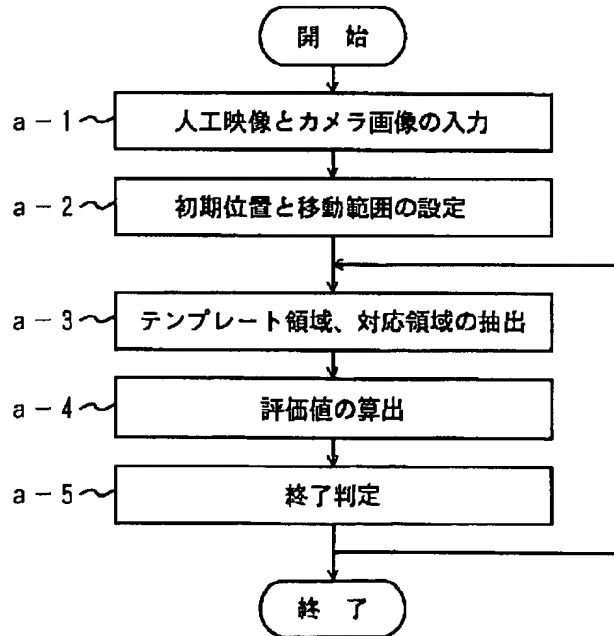 開 始
a-1 人工映像とカメラ画像の入力
a-2 初期位置と移動範囲の設定
a-3 テンプレート領域、対応領域の抽出
a-4 評価値の算出
a-5 終了判定
終 了